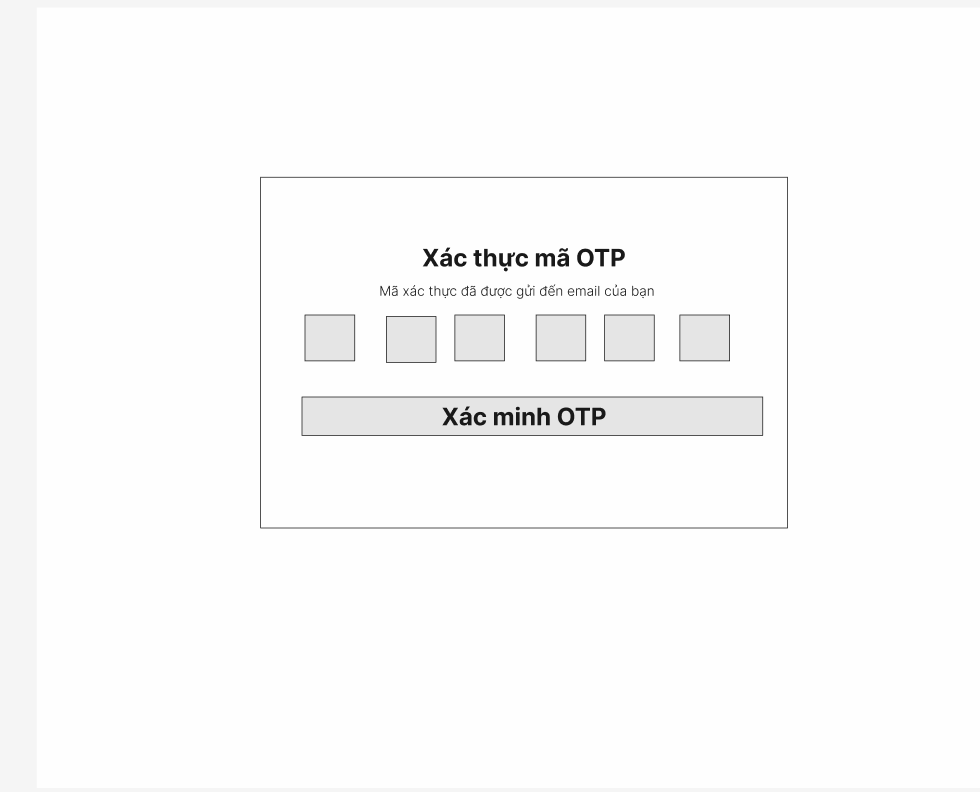 Xác thực mã OTP
Mã xác thực đã được gửi đến email của bạn
Xác minh OTP